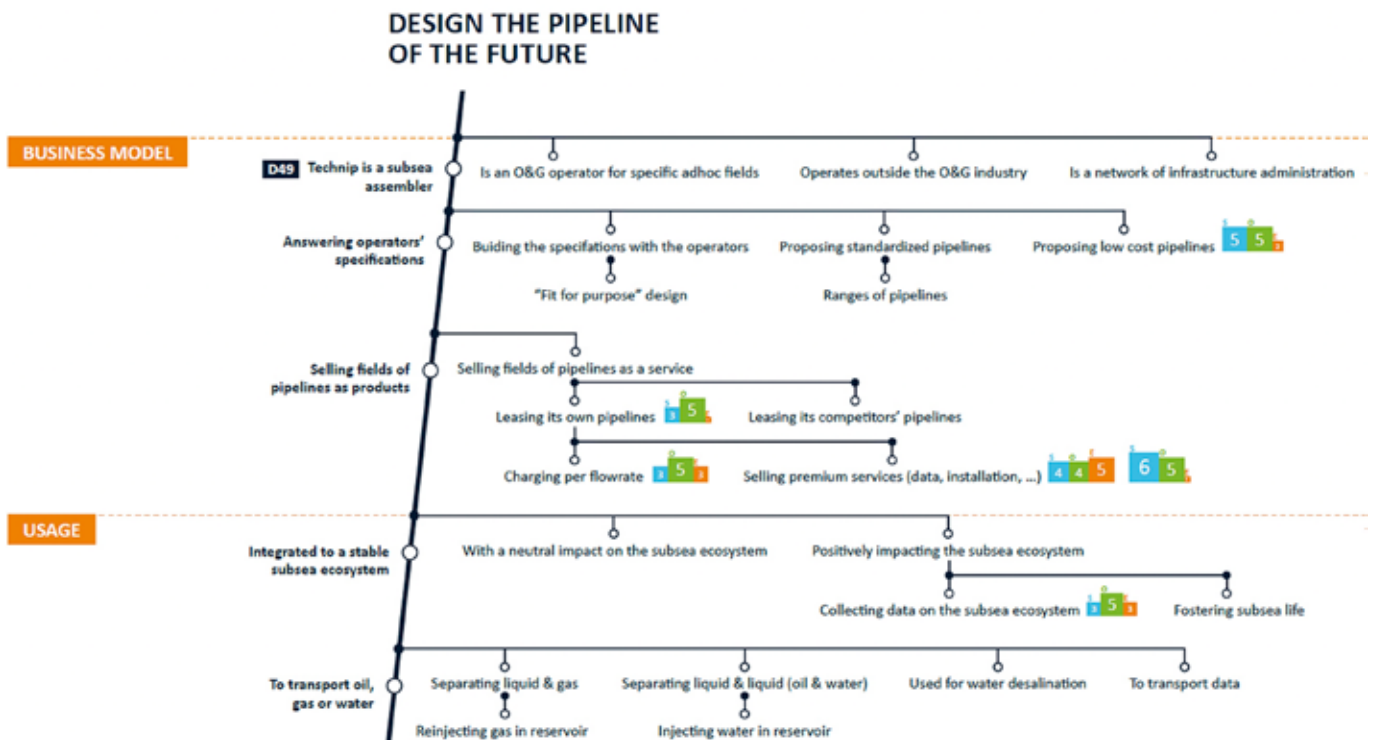 DESIGN THE PIPELINE
OF THE FUTURE
BUSINESS MODEL
D49 Technip is a subsea
assembler
Is an O&G operator for specific adhoc fields
Operates outside the O&G industry
Is a network of infrastructure administration
Answering operators'
specifications
Buiding the specifations with the operators
Proposing standardized pipelines
Proposing low cost pipelines
S O E
5 5 3
"Fit for purpose" design
Ranges of pipelines
Selling fields of
pipelines as products
Selling fields of pipelines as a service
Leasing its own pipelines
S O
3 5
Leasing its competitors' pipelines
Charging per flowrate
S O E
3 5 3
Selling premium services (data, installation, ...)
S O E
4 4 5
S O
6 5
USAGE
Integrated to a stable
subsea ecosystem
With a neutral impact on the subsea ecosystem
Positively impacting the subsea ecosystem
Collecting data on the subsea ecosystem
S O E
3 5 3
Fostering subsea life
To transport oil,
gas or water
Separating liquid & gas
Separating liquid & liquid (oil & water)
Used for water desalination
To transport data
Reinjecting gas in reservoir
Injecting water in reservoir